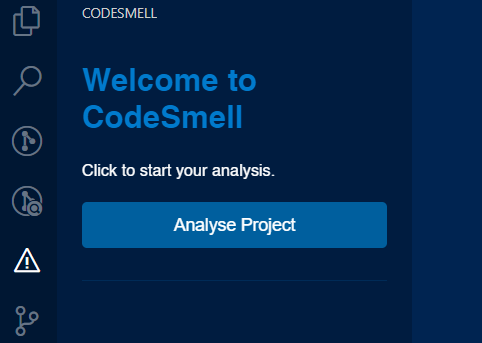 CODESMELL
Welcome to
CodeSmell
Click to start your analysis.
Analyse Project